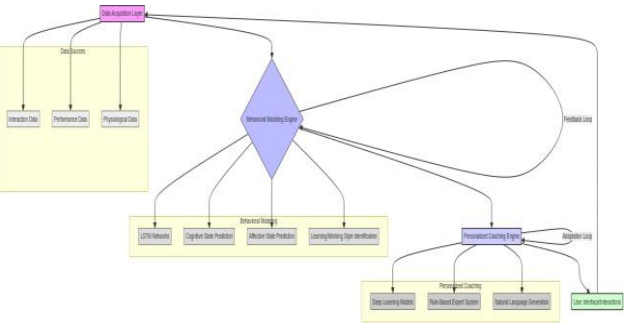 Data Acquisition Layer
Data Sources
Interaction Data
Performance Data
Physiological Data
Behavioral Modeling Engine
Feedback Loop
Behavioral Modeling
LSTM Networks
Cognitive State Prediction
Affective State Prediction
Learning/Working Style Identification
Personalized Coaching Engine
Adaptation Loop
Personalized Coaching
Deep Learning Models
Rule-Based Expert System
Natural Language Generation
User Interface/Interactions